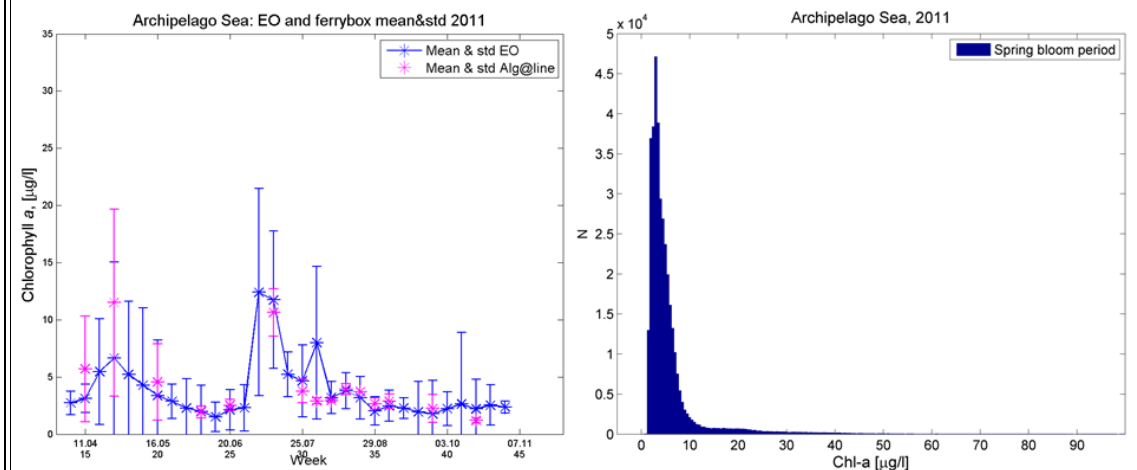 Archipelago Sea: EO and ferrybox mean&std 2011
Mean & std EO
Mean & std Alg@line
Chlorophyll a, [µg/l]
35
30
25
20
15
10
5
0
11.04 16.05 20.06 25.07 29.08 03.10 07.11
15 20 25 30 35 40 45
Week
Archipelago Sea, 2011
x 10⁴
Spring bloom period
N
5
4.5
4
3.5
3
2.5
2
1.5
1
0.5
0
0 10 20 30 40 50 60 70 80 90
Chl-a [µg/l]